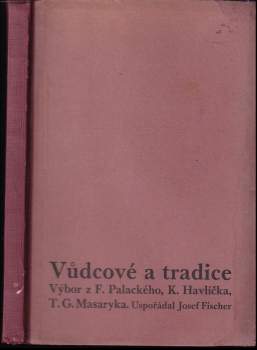 Vůdcové a tradice
Výbor z F. Palackého, K. Havlíčka,
T. G. Masaryka. Uspořádal Josef Fischer